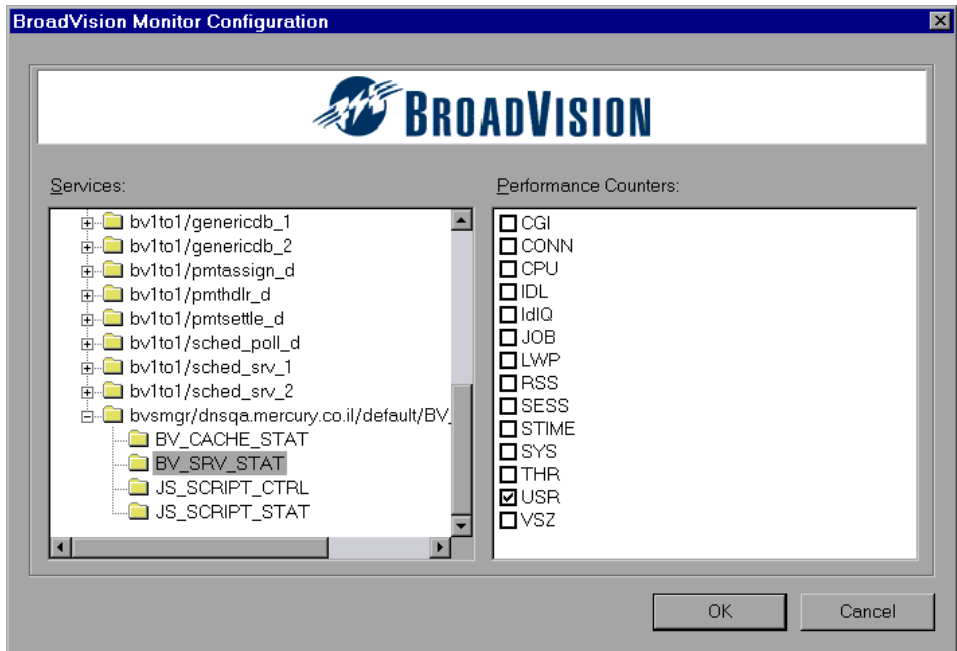 BroadVision Monitor Configuration
BROADVISION
Services:
bv1to1/genericdb_1
bv1to1/genericdb_2
bv1to1/pmtassign_d
bv1to1/pmthdlr_d
bv1to1/pmtsettle_d
bv1to1/sched_poll_d
bv1to1/sched_srv_1
bv1to1/sched_srv_2
bvsmgr/dnsqa.mercury.co.il/default/BV_
BV_CACHE_STAT
BV_SRV_STAT
JS_SCRIPT_CTRL
JS_SCRIPT_STAT
Performance Counters:
CGI
CONN
CPU
IDL
IdlQ
JOB
LWP
RSS
SESS
STIME
SYS
THR
USR
VSZ
OK
Cancel